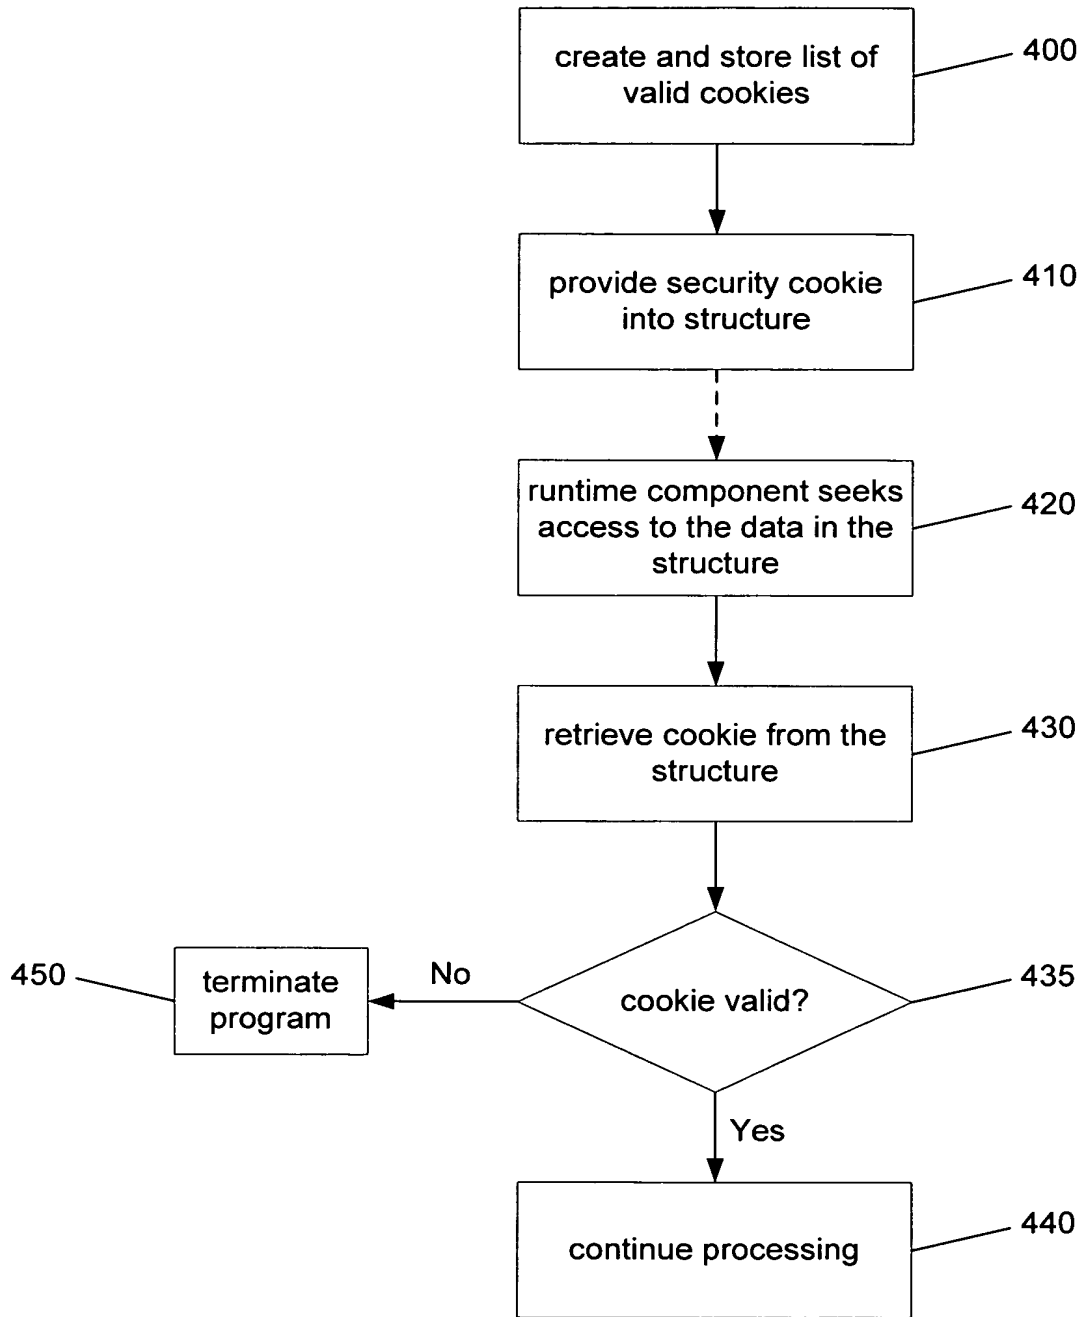 create and store list of
valid cookies
400
provide security cookie
into structure
410
runtime component seeks
access to the data in the
structure
420
retrieve cookie from the
structure
430
cookie valid?
435
No
terminate
program
450
Yes
continue processing
440